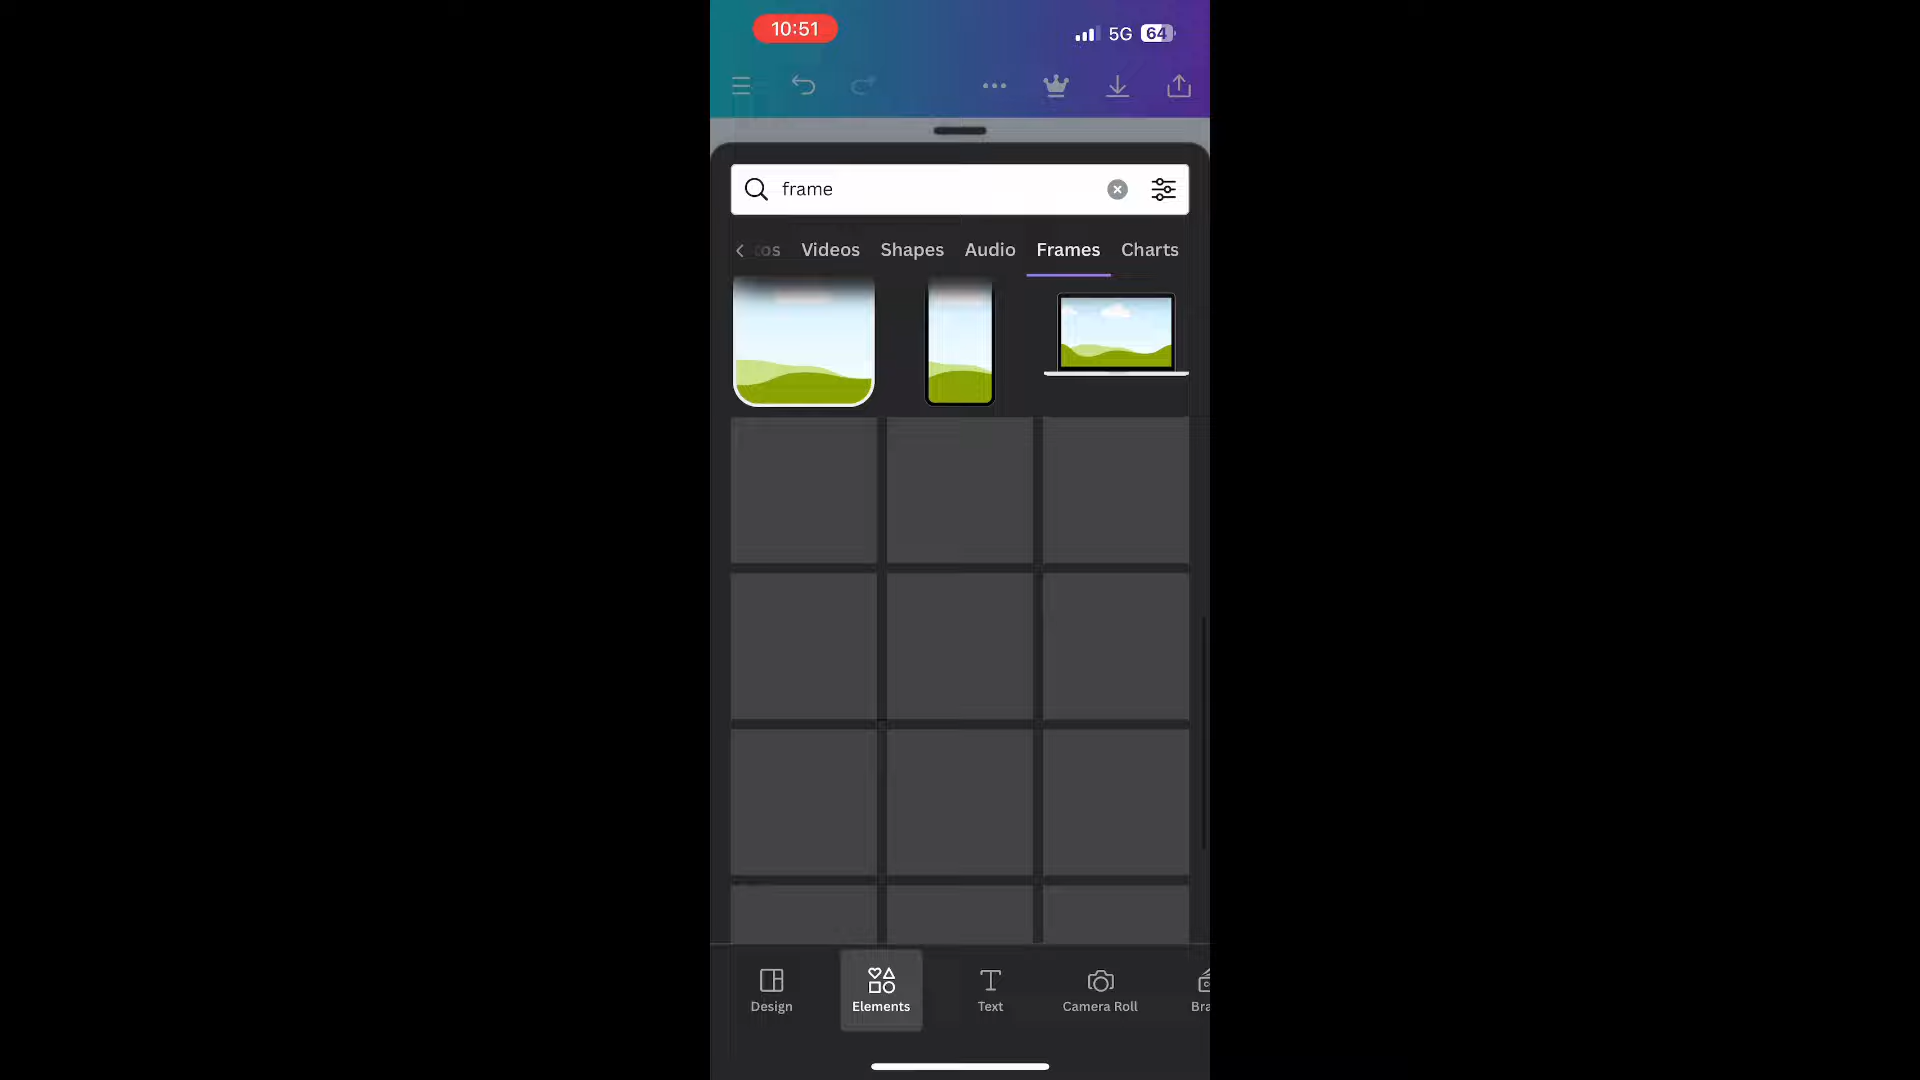 10:51
5G 64
frame
os Videos Shapes Audio Frames Charts
Design Elements Text Camera Roll Bra